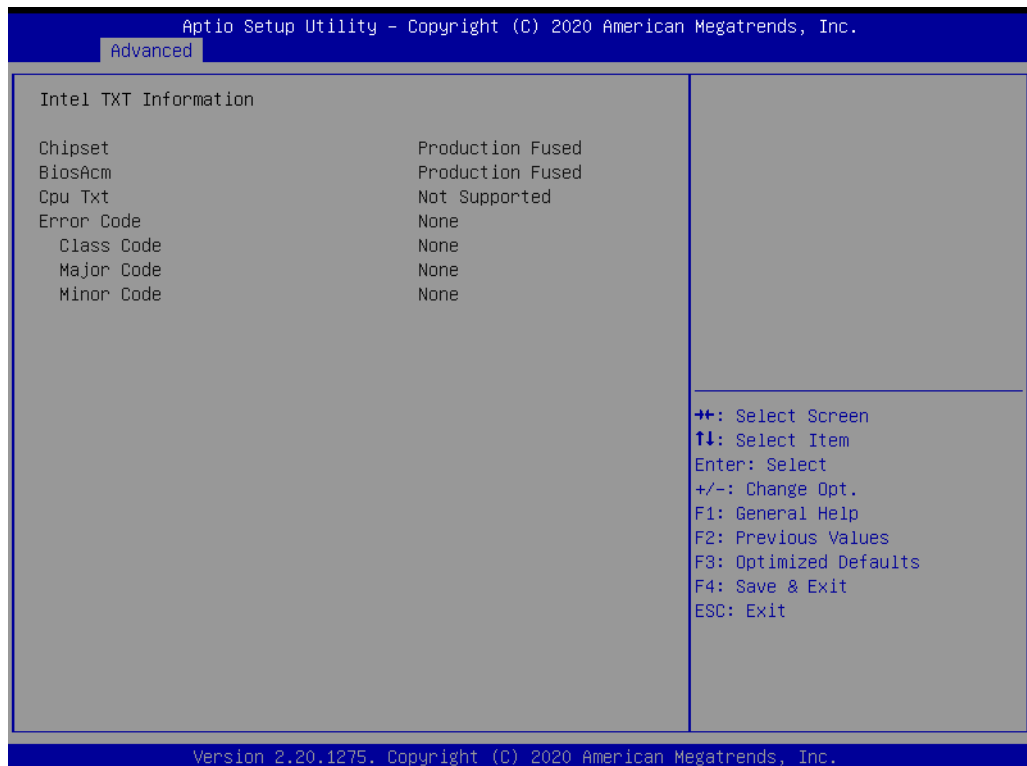 Aptio Setup Utility – Copyright (C) 2020 American Megatrends, Inc.
Advanced
Intel TXT Information
Chipset Production Fused
BiosAcm Production Fused
Cpu Txt Not Supported
Error Code None
Class Code None
Major Code None
Minor Code None
→←: Select Screen
↑↓: Select Item
Enter: Select
+/-: Change Opt.
F1: General Help
F2: Previous Values
F3: Optimized Defaults
F4: Save & Exit
ESC: Exit
Version 2.20.1275. Copyright (C) 2020 American Megatrends, Inc.